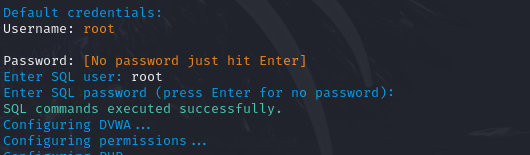 Default credentials:
Username: root
Password: [No password just hit Enter]
Enter SQL user: root
Enter SQL password (press Enter for no password):
SQL commands executed successfully.
Configuring DVWA...
Configuring permissions...
Configuring PHP